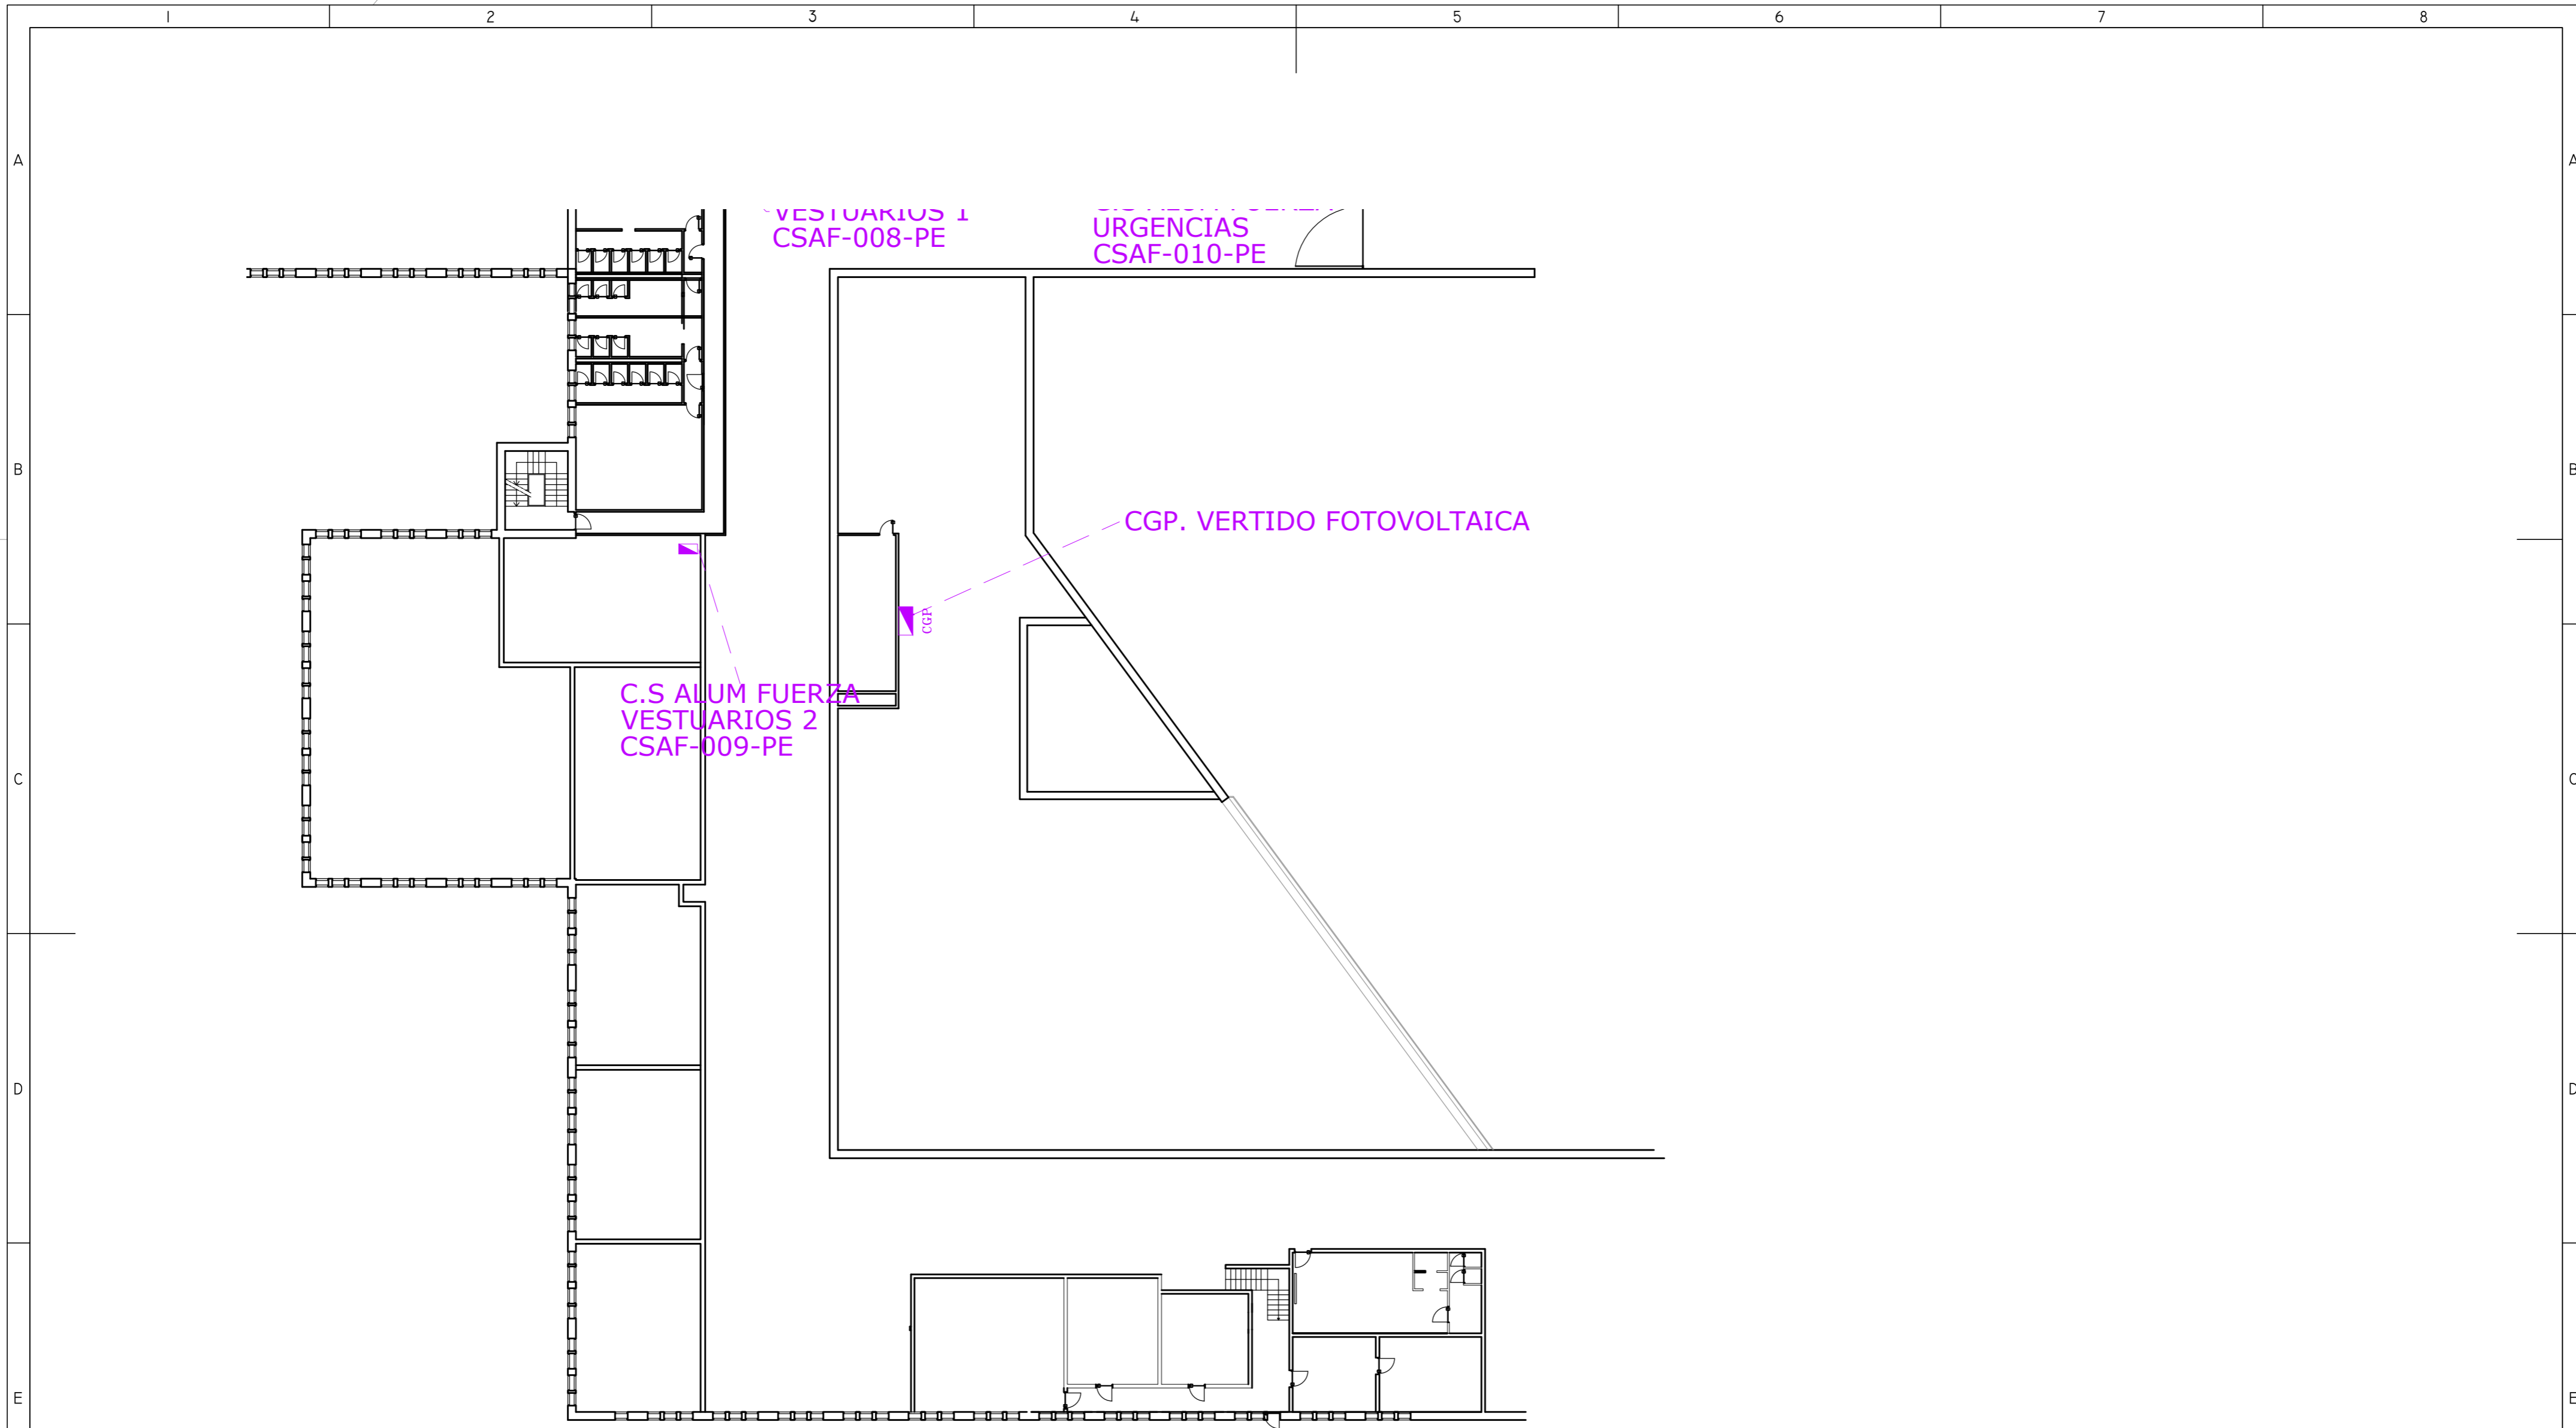 1 2 3 4 5 6 7 8
A A
VESTUARIOS 1
CSAF-008-PE
URGENCIAS
CSAF-010-PE
B B
CGP. VERTIDO FOTOVOLTAICA
CGP
C.S ALUM FUERZA
VESTUARIOS 2
CSAF-009-PE
C C
D D
E E